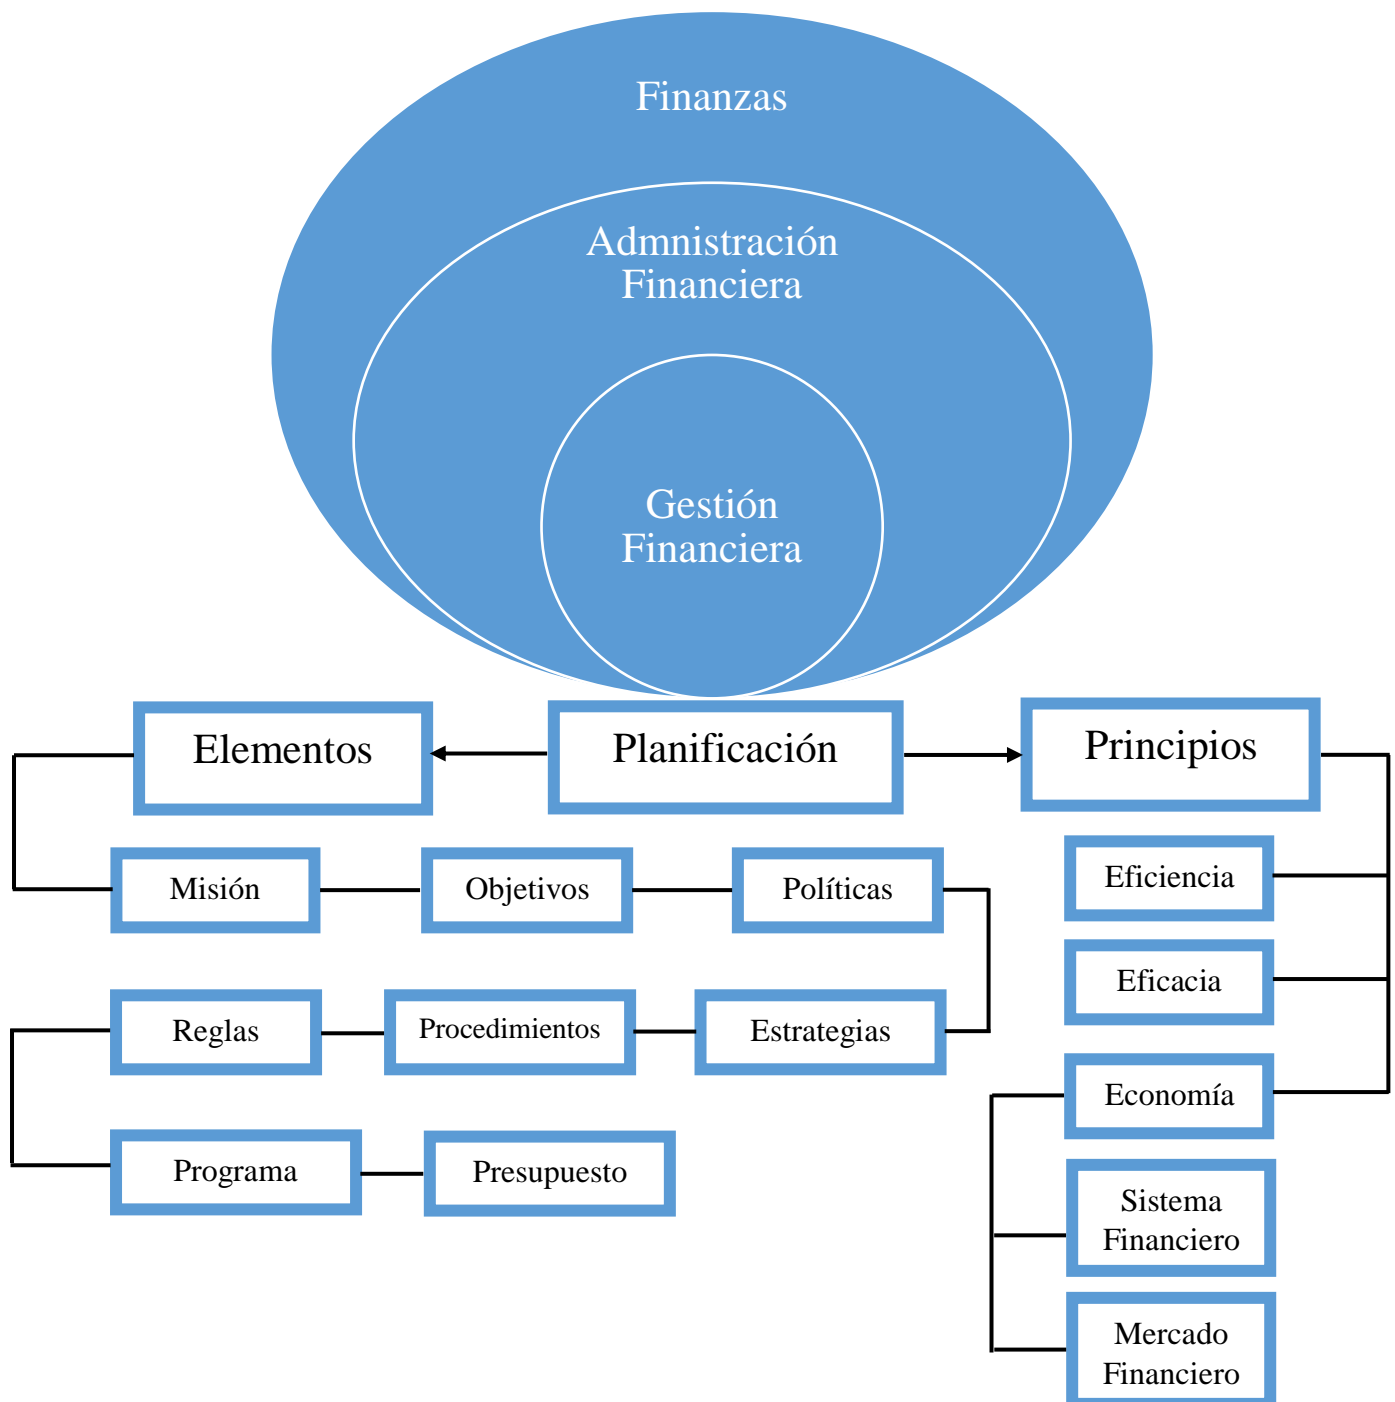 Finanzas
Admnistración
Financiera
Gestión
Financiera
Elementos
Planificación
Principios
Misión
Objetivos
Políticas
Eficiencia
Eficacia
Reglas
Procedimientos
Estrategias
Economía
Programa
Presupuesto
Sistema
Financiero
Mercado
Financiero